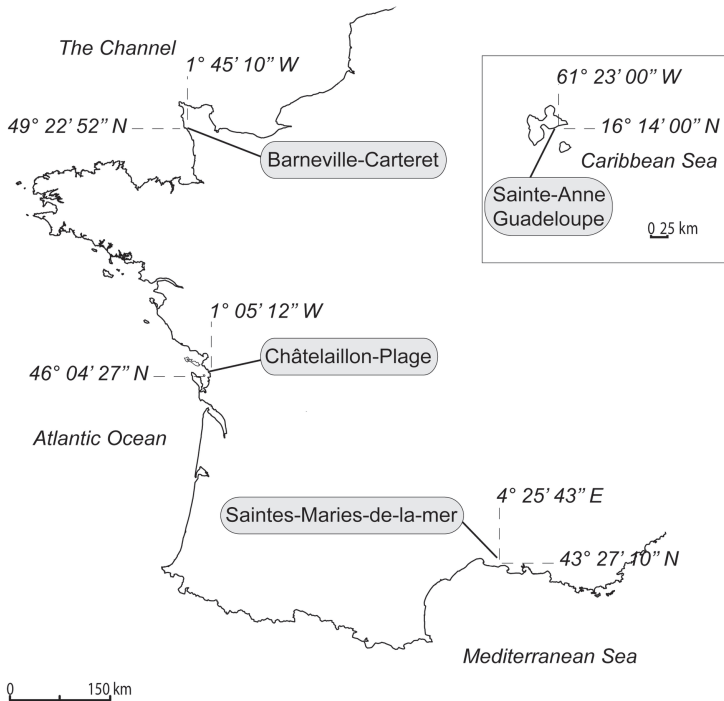 The Channel
1° 45' 10'' W
49° 22' 52'' N
Barneville-Carteret
61° 23' 00'' W
16° 14' 00'' N
Caribbean Sea
Sainte-Anne
Guadeloupe
0 25 km
1° 05' 12'' W
Châtelaillon-Plage
46° 04' 27'' N
Atlantic Ocean
4° 25' 43'' E
Saintes-Maries-de-la-mer
43° 27' 10'' N
Mediterranean Sea
0 150 km